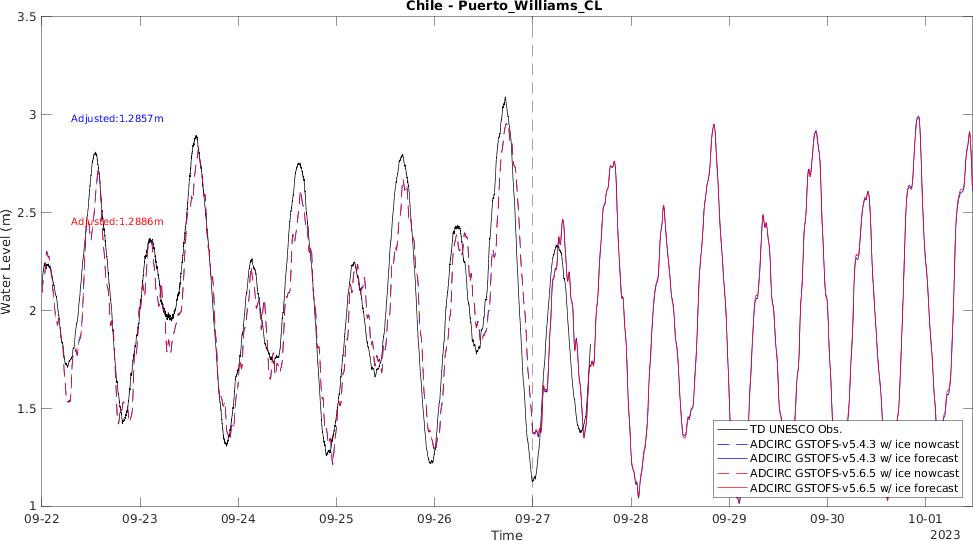 Chile - Puerto_Williams_CL
3.5
3
2.5
2
1.5
1
Water Level (m)
Adjusted:1.2857m
Adjusted:1.2886m
TD UNESCO Obs.
ADCIRC GSTOFS-v5.4.3 w/ ice nowcast
ADCIRC GSTOFS-v5.4.3 w/ ice forecast
ADCIRC GSTOFS-v5.6.5 w/ ice nowcast
ADCIRC GSTOFS-v5.6.5 w/ ice forecast
09-22 09-23 09-24 09-25 09-26 09-27 09-28 09-29 09-30 10-01
Time
2023